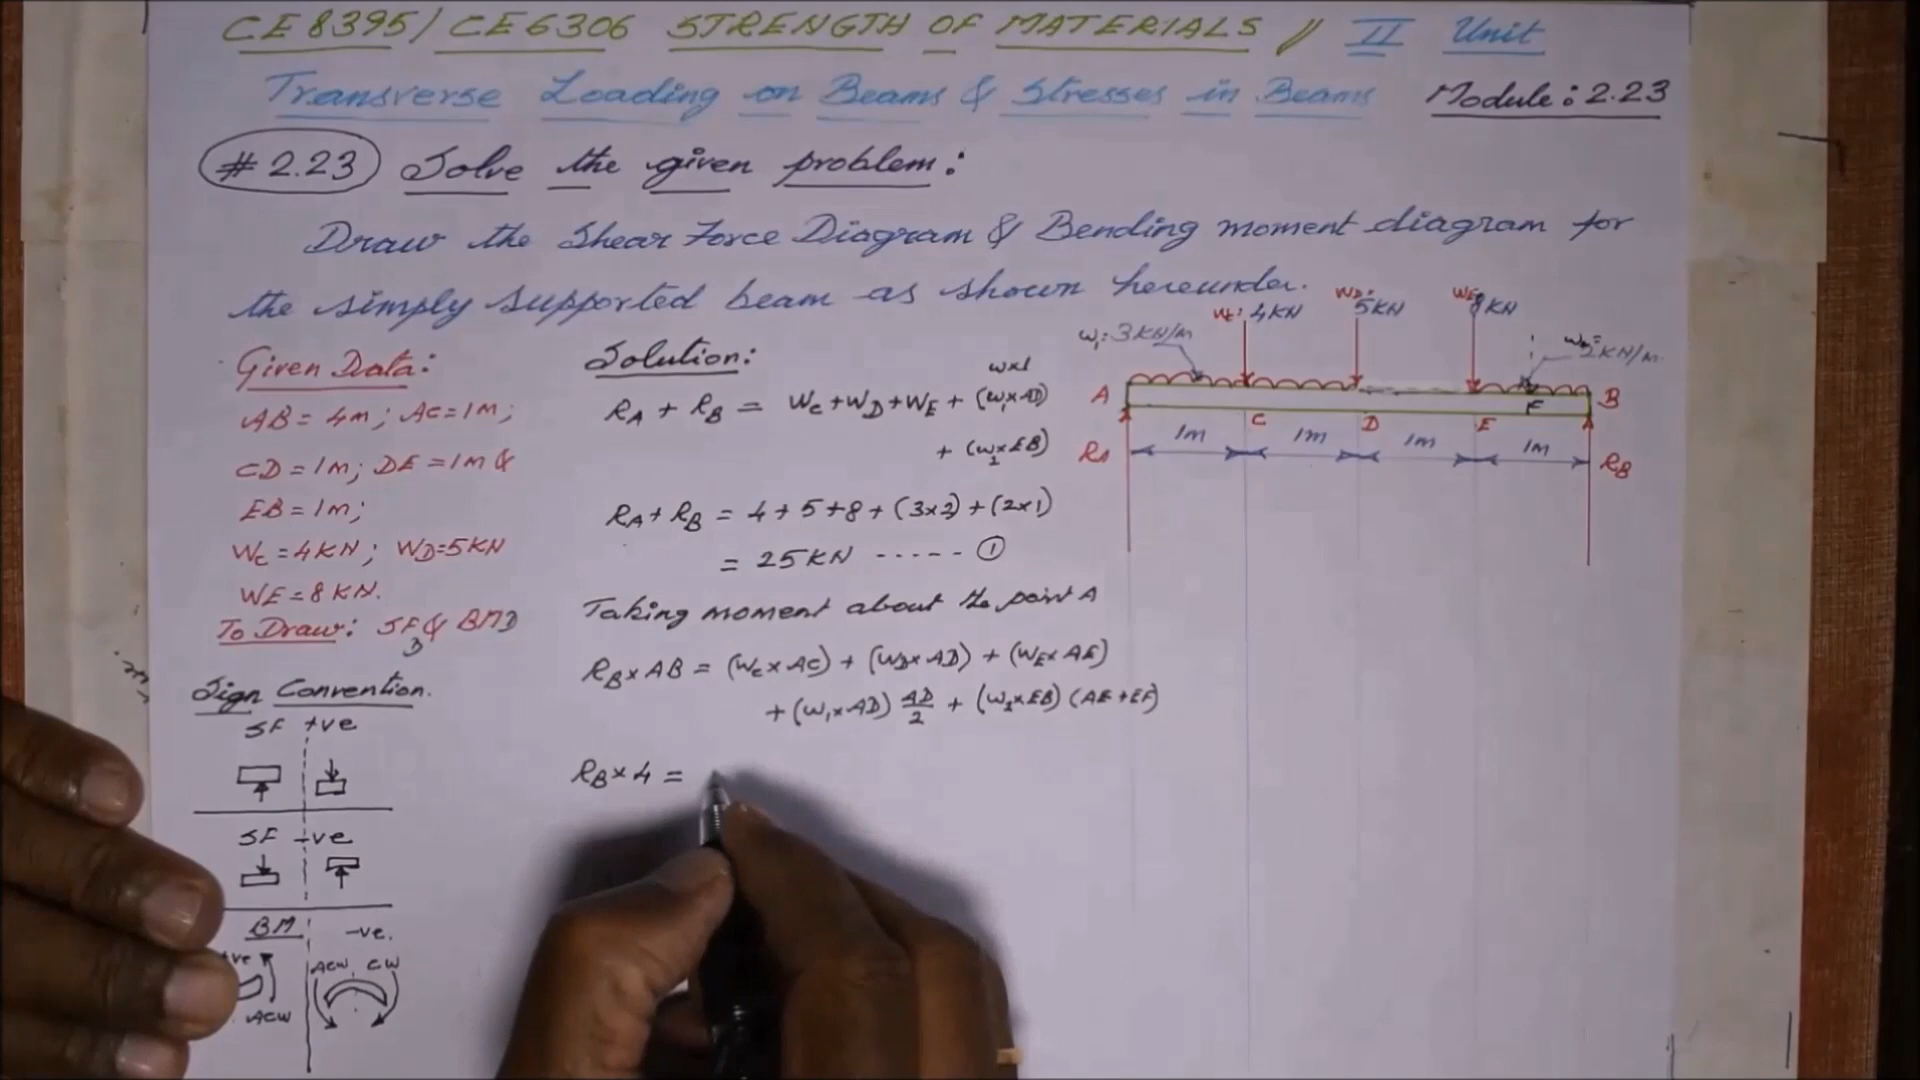 CE 8395 / CE 6306 STRENGTH OF MATERIALS // II Unit
Transverse Loading on Beams & Stresses in Beams Module: 2.23
# 2.23 Solve the given problem:
Draw the Shear Force Diagram & Bending moment diagram for
the simply supported beam as shown hereunder.
Given Data:
AB = 4m; AC = 1m;
CD = 1m; DE = 1m &
EB = 1m;
Wc = 4KN; WD = 5KN
WE = 8KN.
To Draw: SFD & BMD
Sign Convention.
SF +ve
SF -ve
BM -ve.
+ve
ACW CW
ACW
Solution:
w×l
RA + RB = Wc + WD + WE + (w1×AD)
+ (w2×EB)
RA + RB = 4 + 5 + 8 + (3×2) + (2×1)
= 25KN ----- ①
Taking moment about the point A
RB × AB = (Wc × AC) + (WD × AD) + (WE × AE)
+ (w1 × AD) AD/2 + (w2 × EB) (AE + EF)
RB × 4 =
WD: WE:
Wc: 4KN 5KN 8KN
w1: 3KN/m 2KN/m
A B
C D E F
1m 1m 1m 1m
RA RB